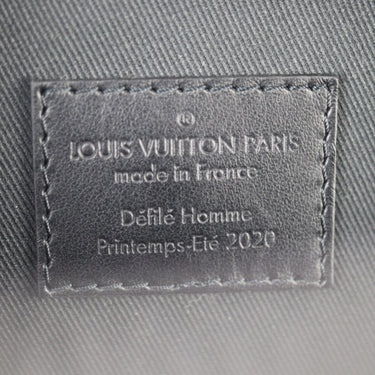 ®
LOUIS VUITTON PARIS
made in France
Défilé Homme
Printemps-Eté 2020